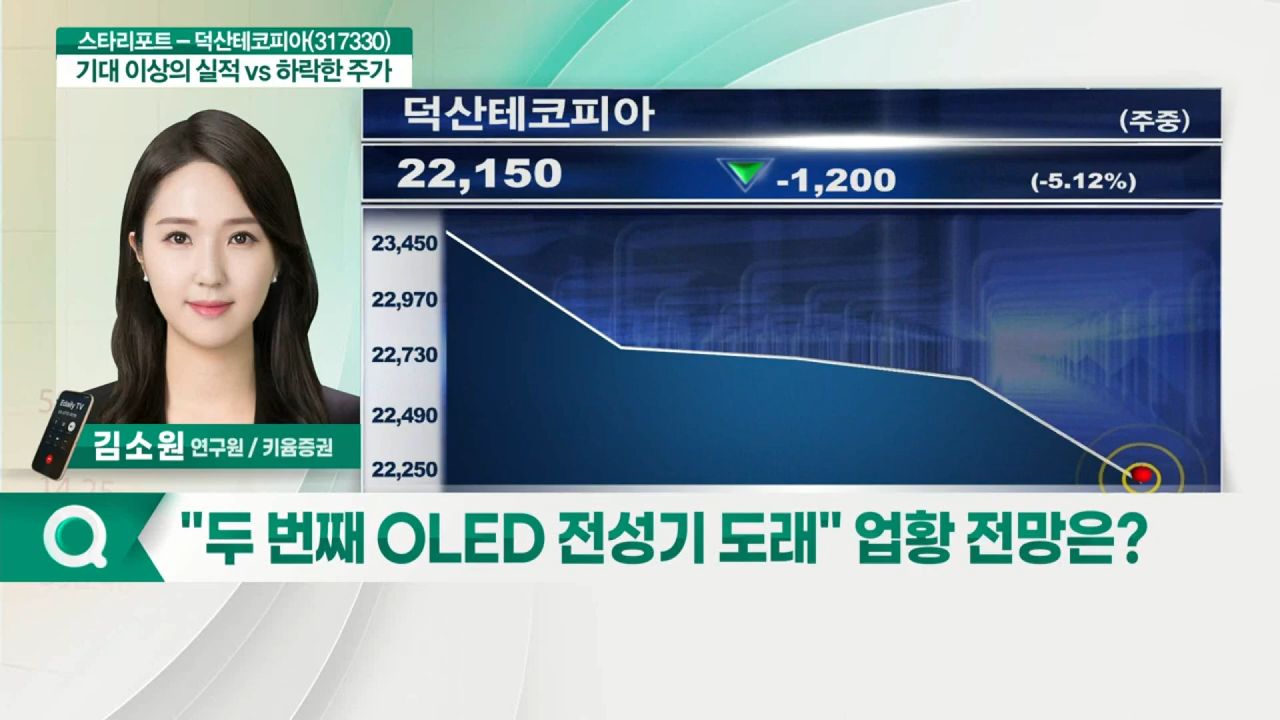 스타리포트 – 덕산테코피아(317330)
기대 이상의 실적 vs 하락한 주가
덕산테코피아
(주중)
22,150
-1,200
(-5.12%)
23,450
22,970
22,730
22,490
22,250
Edaily TV
김소원 연구원 / 키움증권
"두 번째 OLED 전성기 도래" 업황 전망은?